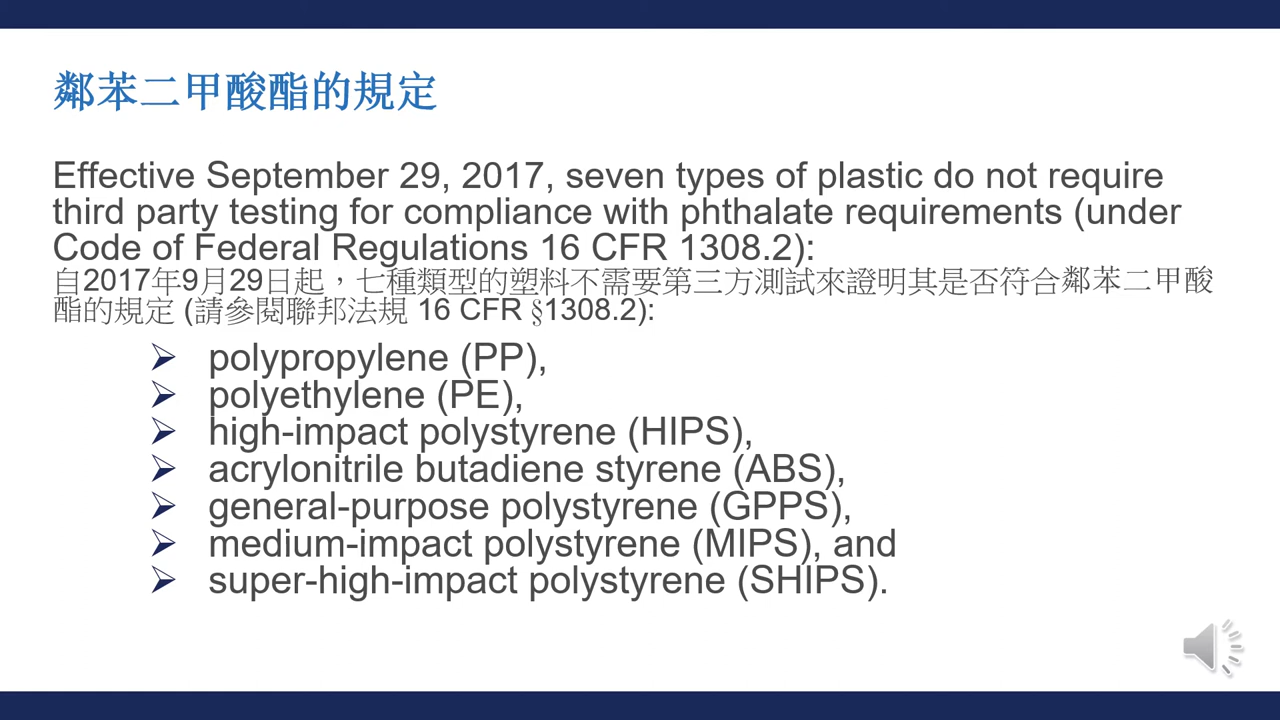 鄰苯二甲酸酯的規定
Effective September 29, 2017, seven types of plastic do not require
third party testing for compliance with phthalate requirements (under
Code of Federal Regulations 16 CFR 1308.2):
自2017年9月29日起，七種類型的塑料不需要第三方測試來證明其是否符合鄰苯二甲酸
酯的規定 (請參閱聯邦法規 16 CFR §1308.2):
➢ polypropylene (PP),
➢ polyethylene (PE),
➢ high-impact polystyrene (HIPS),
➢ acrylonitrile butadiene styrene (ABS),
➢ general-purpose polystyrene (GPPS),
➢ medium-impact polystyrene (MIPS), and
➢ super-high-impact polystyrene (SHIPS).